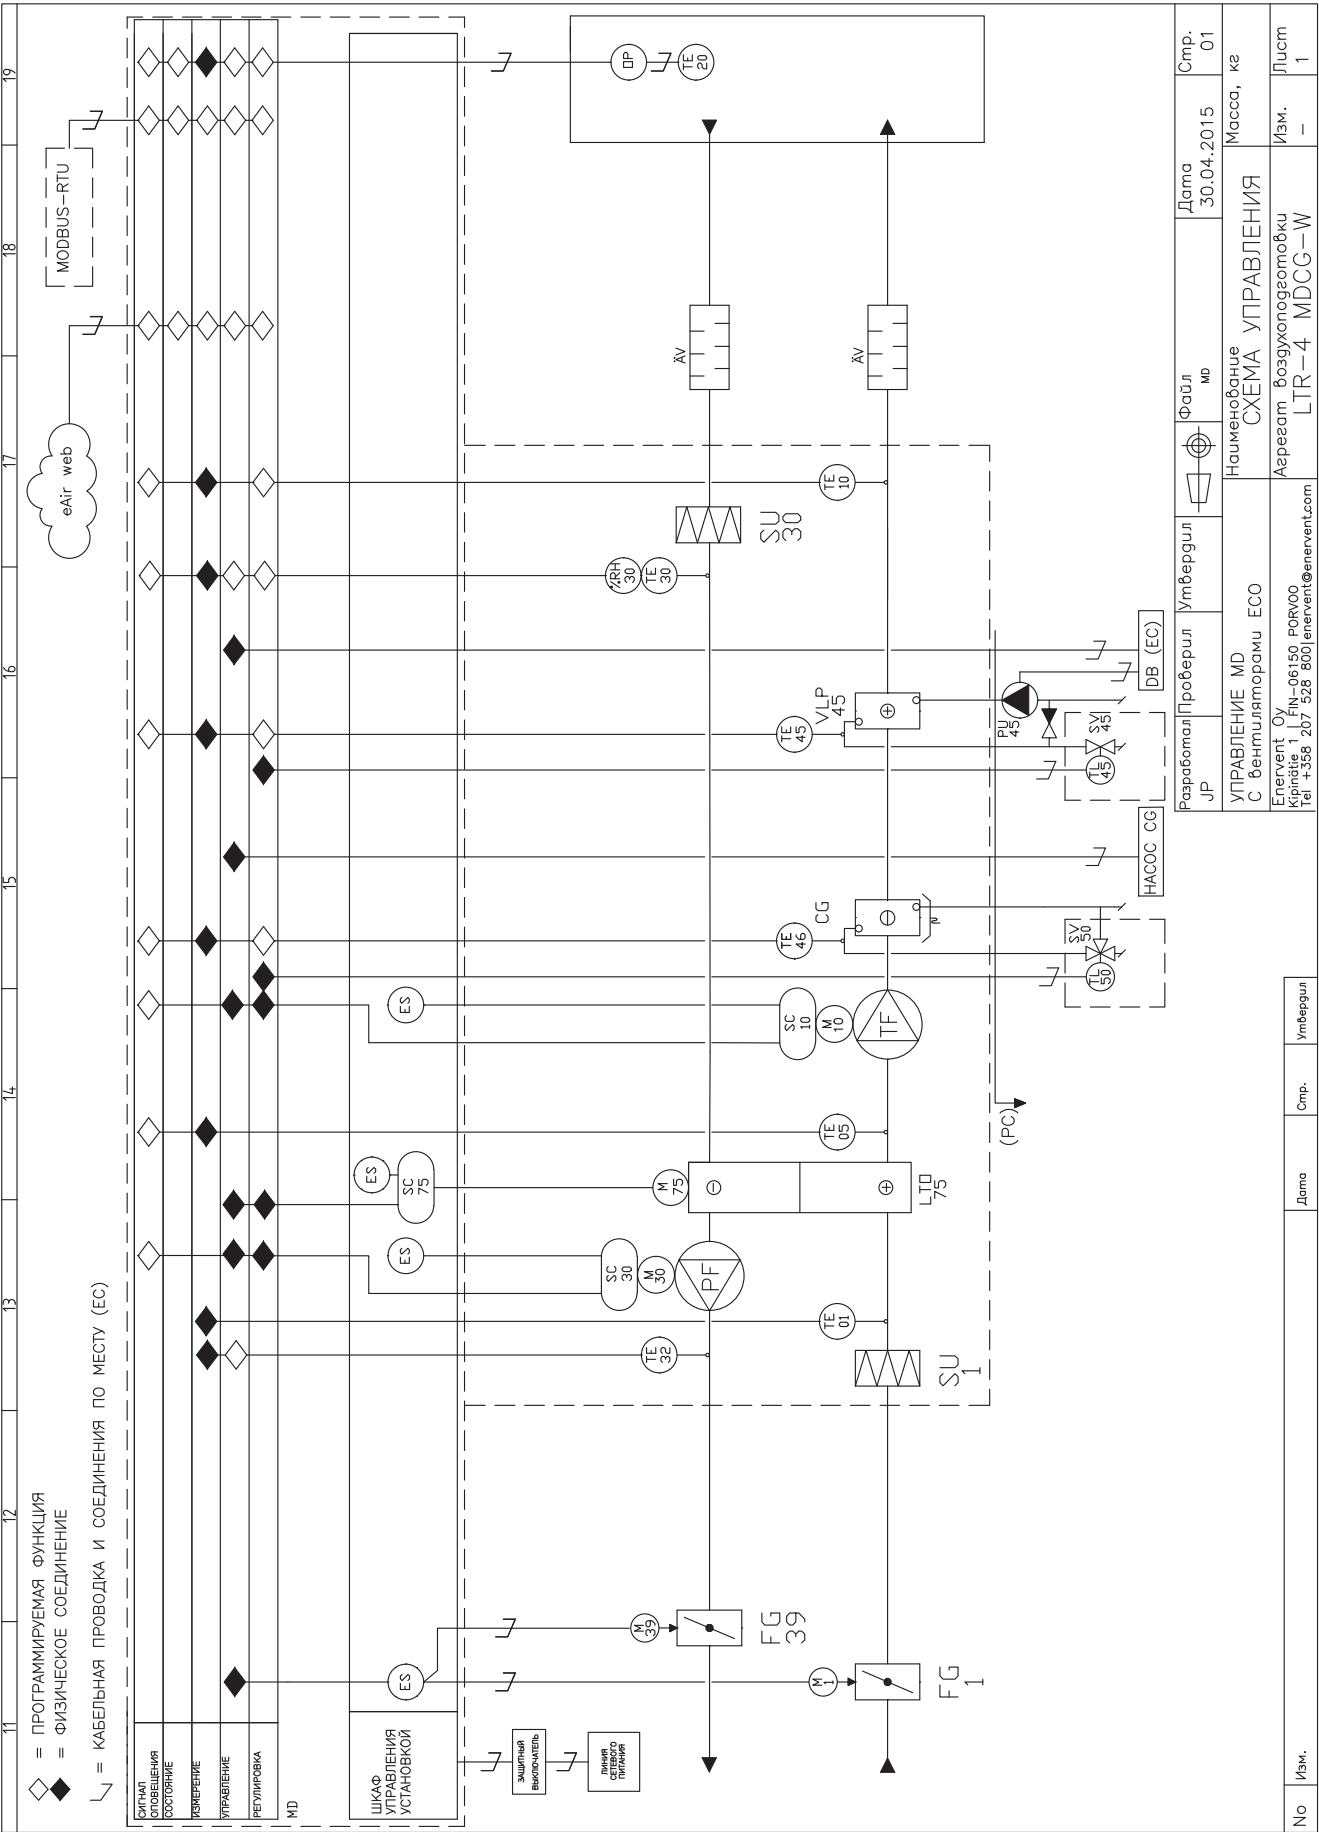 11
12
13
14
15
16
17
18
19
= ПРОГРАММИРУЕМАЯ ФУНКЦИЯ
= ФИЗИЧЕСКОЕ СОЕДИНЕНИЕ
= КАБЕЛЬНАЯ ПРОВОДКА И СОЕДИНЕНИЯ ПО МЕСТУ (ЕС)
eAir web
MODBUS-RTU
СИГНАЛ
ОПОВЕЩЕНИЯ
СОСТОЯНИЕ
ИЗМЕРЕНИЕ
УПРАВЛЕНИЕ
РЕГУЛИРОВКА
MD
ШКАФ
УПРАВЛЕНИЯ
УСТАНОВКОЙ
ES
ES
ES
ES
SC
75
ЗАЩИТНЫЙ
ВЫКЛЮЧАТЕЛЬ
ЛИНИЯ
СЕТЕВОГО
ПИТАНИЯ
M
39
FG
39
TE
32
SC
30
M
30
PF
M
75
%RH
30
TE
30
SU
30
ÄV
OP
TE
20
M
1
FG
1
SU
1
TE
01
LTO
75
TE
05
SC
10
M
10
TF
TE
46
CG
TE
45
VLP
45
TE
10
ÄV
(PC)
TL
50
SV
50
НАСОС CG
TL
45
SV
45
PU
45
DB (EC)
Разработал
JP
Проверил
Утвердил
Файл
MD
Дата
30.04.2015
Стр.
01
УПРАВЛЕНИЕ MD
С вентиляторами ECO
Наименование
СХЕМА УПРАВЛЕНИЯ
Масса, кг
Enervent Oy
Kipinätie 1 | FIN-06150 PORVOO
Tel +358 207 528 800|enervent@enervent.com
Агрегат воздухоподготовки
LTR-4 MDCG-W
Изм.
-
Лист
1
No
Изм.
Дата
Стр.
Утвердил